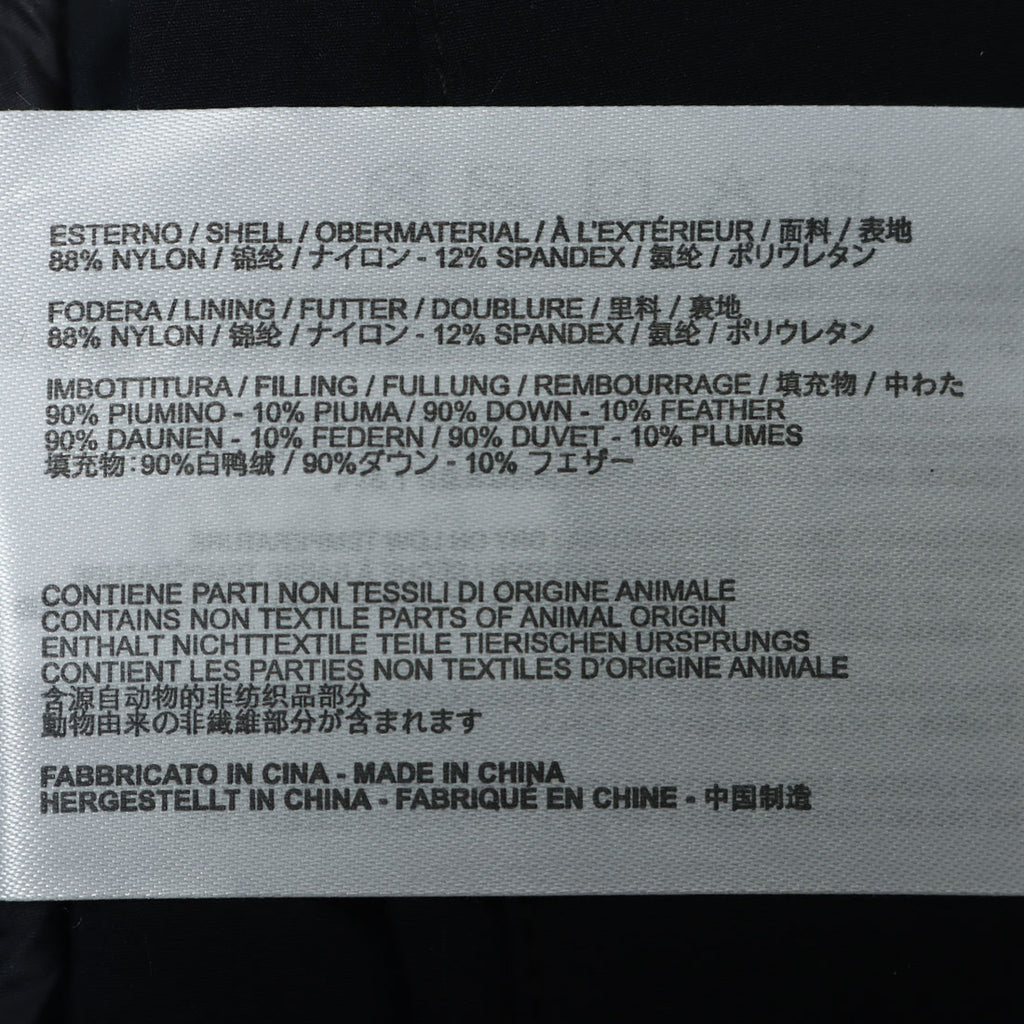 ESTERNO / SHELL / OBERMATERIAL / À L'EXTÉRIEUR / 面料 / 表地
88% NYLON / 锦纶 / ナイロン - 12% SPANDEX / 氨纶 / ポリウレタン
FODERA / LINING / FUTTER / DOUBLURE / 里料 / 裏地
88% NYLON / 锦纶 / ナイロン - 12% SPANDEX / 氨纶 / ポリウレタン
IMBOTTITURA / FILLING / FULLUNG / REMBOURRAGE / 填充物 / 中わた
90% PIUMINO - 10% PIUMA / 90% DOWN - 10% FEATHER
90% DAUNEN - 10% FEDERN / 90% DUVET - 10% PLUMES
填充物:90%白鸭绒 / 90%ダウン - 10% フェザー
CONTIENE PARTI NON TESSILI DI ORIGINE ANIMALE
CONTAINS NON TEXTILE PARTS OF ANIMAL ORIGIN
ENTHALT NICHTTEXTILE TEILE TIERISCHEN URSPRUNGS
CONTIENT LES PARTIES NON TEXTILES D'ORIGINE ANIMALE
含源自动物的非纺织品部分
動物由来の非繊維部分が含まれます
FABBRICATO IN CINA - MADE IN CHINA
HERGESTELLT IN CHINA - FABRIQUÉ EN CHINE - 中国制造